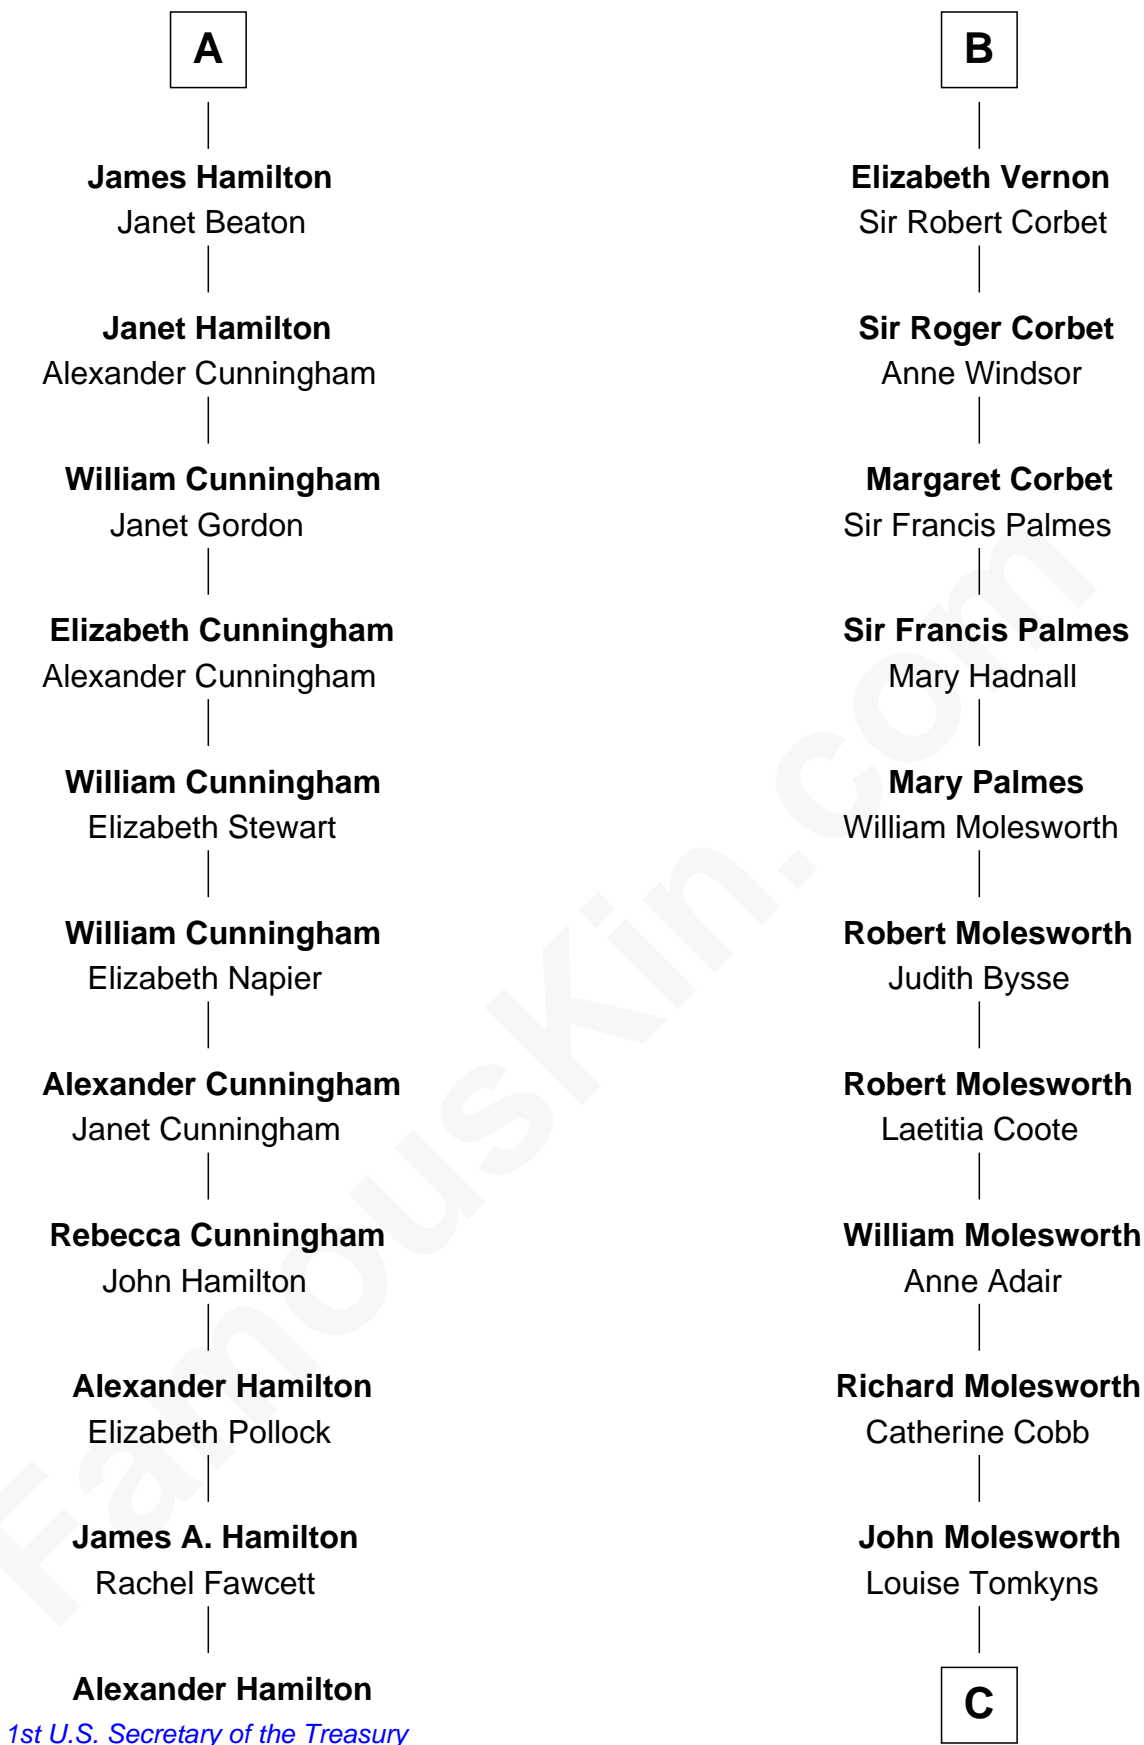 A
James Hamilton
Janet Beaton
Janet Hamilton
Alexander Cunningham
William Cunningham
Janet Gordon
Elizabeth Cunningham
Alexander Cunningham
William Cunningham
Elizabeth Stewart
William Cunningham
Elizabeth Napier
Alexander Cunningham
Janet Cunningham
Rebecca Cunningham
John Hamilton
Alexander Hamilton
Elizabeth Pollock
James A. Hamilton
Rachel Fawcett
Alexander Hamilton
1st U.S. Secretary of the Treasury
B
Elizabeth Vernon
Sir Robert Corbet
Sir Roger Corbet
Anne Windsor
Margaret Corbet
Sir Francis Palmes
Sir Francis Palmes
Mary Hadnall
Mary Palmes
William Molesworth
Robert Molesworth
Judith Bysse
Robert Molesworth
Laetitia Coote
William Molesworth
Anne Adair
Richard Molesworth
Catherine Cobb
John Molesworth
Louise Tomkyns
C
FamousKin.com